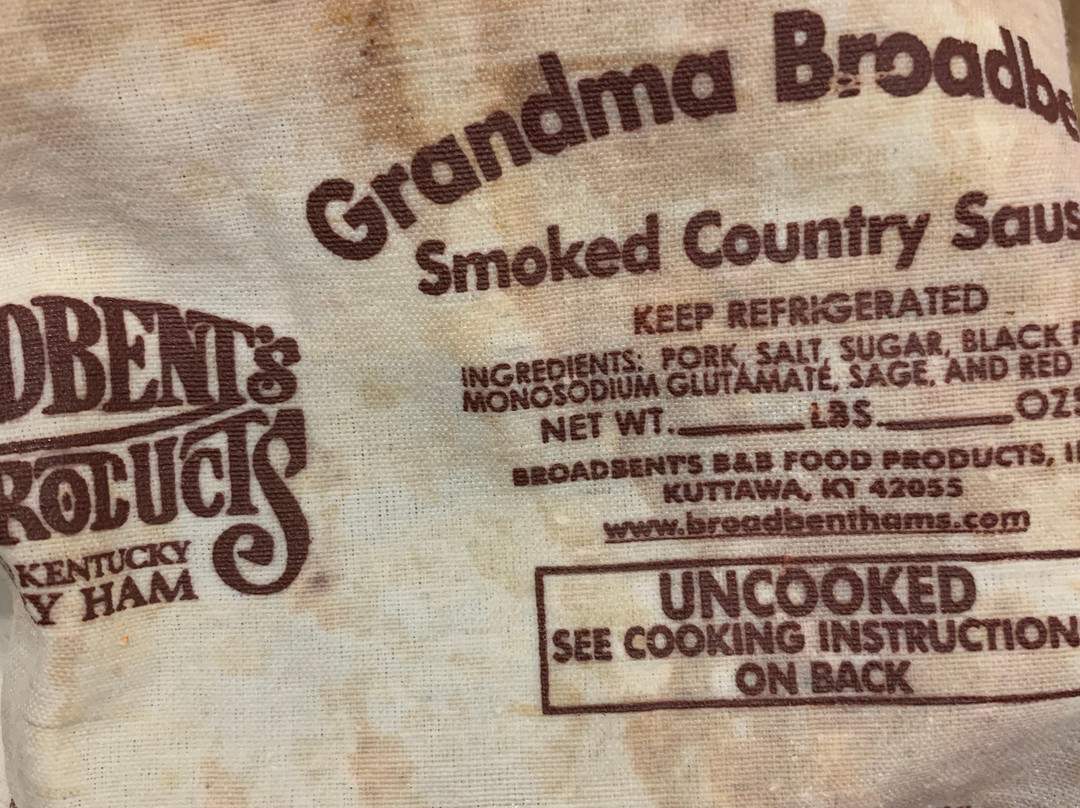 Grandma Broadbe
Smoked Country Saus
KEEP REFRIGERATED
INGREDIENTS: PORK, SALT, SUGAR, BLACK P
MONOSODIUM GLUTAMATE, SAGE, AND RED
NET WT. LBS. OZS
BROADBENT'S B&B FOOD PRODUCTS, I
KUTTAWA, KY 42055
www.broadbenthams.com
UNCOOKED
SEE COOKING INSTRUCTION
ON BACK
DBENT'S
RODUCTS
KENTUCKY
Y HAM